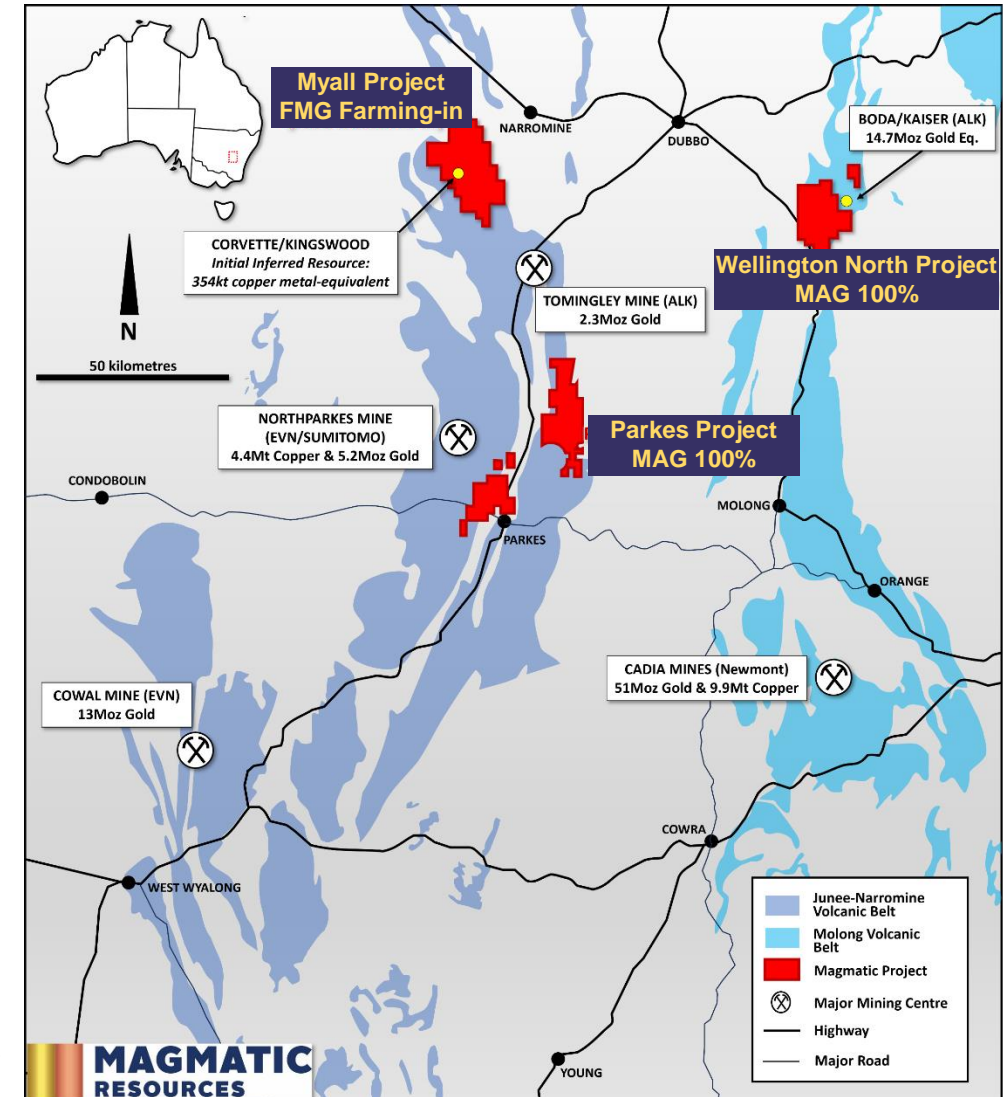 Myall Project
FMG Farming-in
NARROMINE
DUBBO
BODA/KAISER (ALK)
14.7Moz Gold Eq.
CORVETTE/KINGSWOOD
Initial Inferred Resource:
354kt copper metal-equivalent
Wellington North Project
MAG 100%
TOMINGLEY MINE (ALK)
2.3Moz Gold
N
50 kilometres
NORTHPARKES MINE
(EVN/SUMITOMO)
4.4Mt Copper & 5.2Moz Gold
Parkes Project
MAG 100%
CONDOBOLIN
MOLONG
PARKES
ORANGE
CADIA MINES (Newmont)
51Moz Gold & 9.9Mt Copper
COWAL MINE (EVN)
13Moz Gold
COWRA
WEST WYALONG
Junee-Narromine
Volcanic Belt
Molong Volcanic
Belt
Magmatic Project
Major Mining Centre
Highway
Major Road
YOUNG
MAGMATIC
RESOURCES